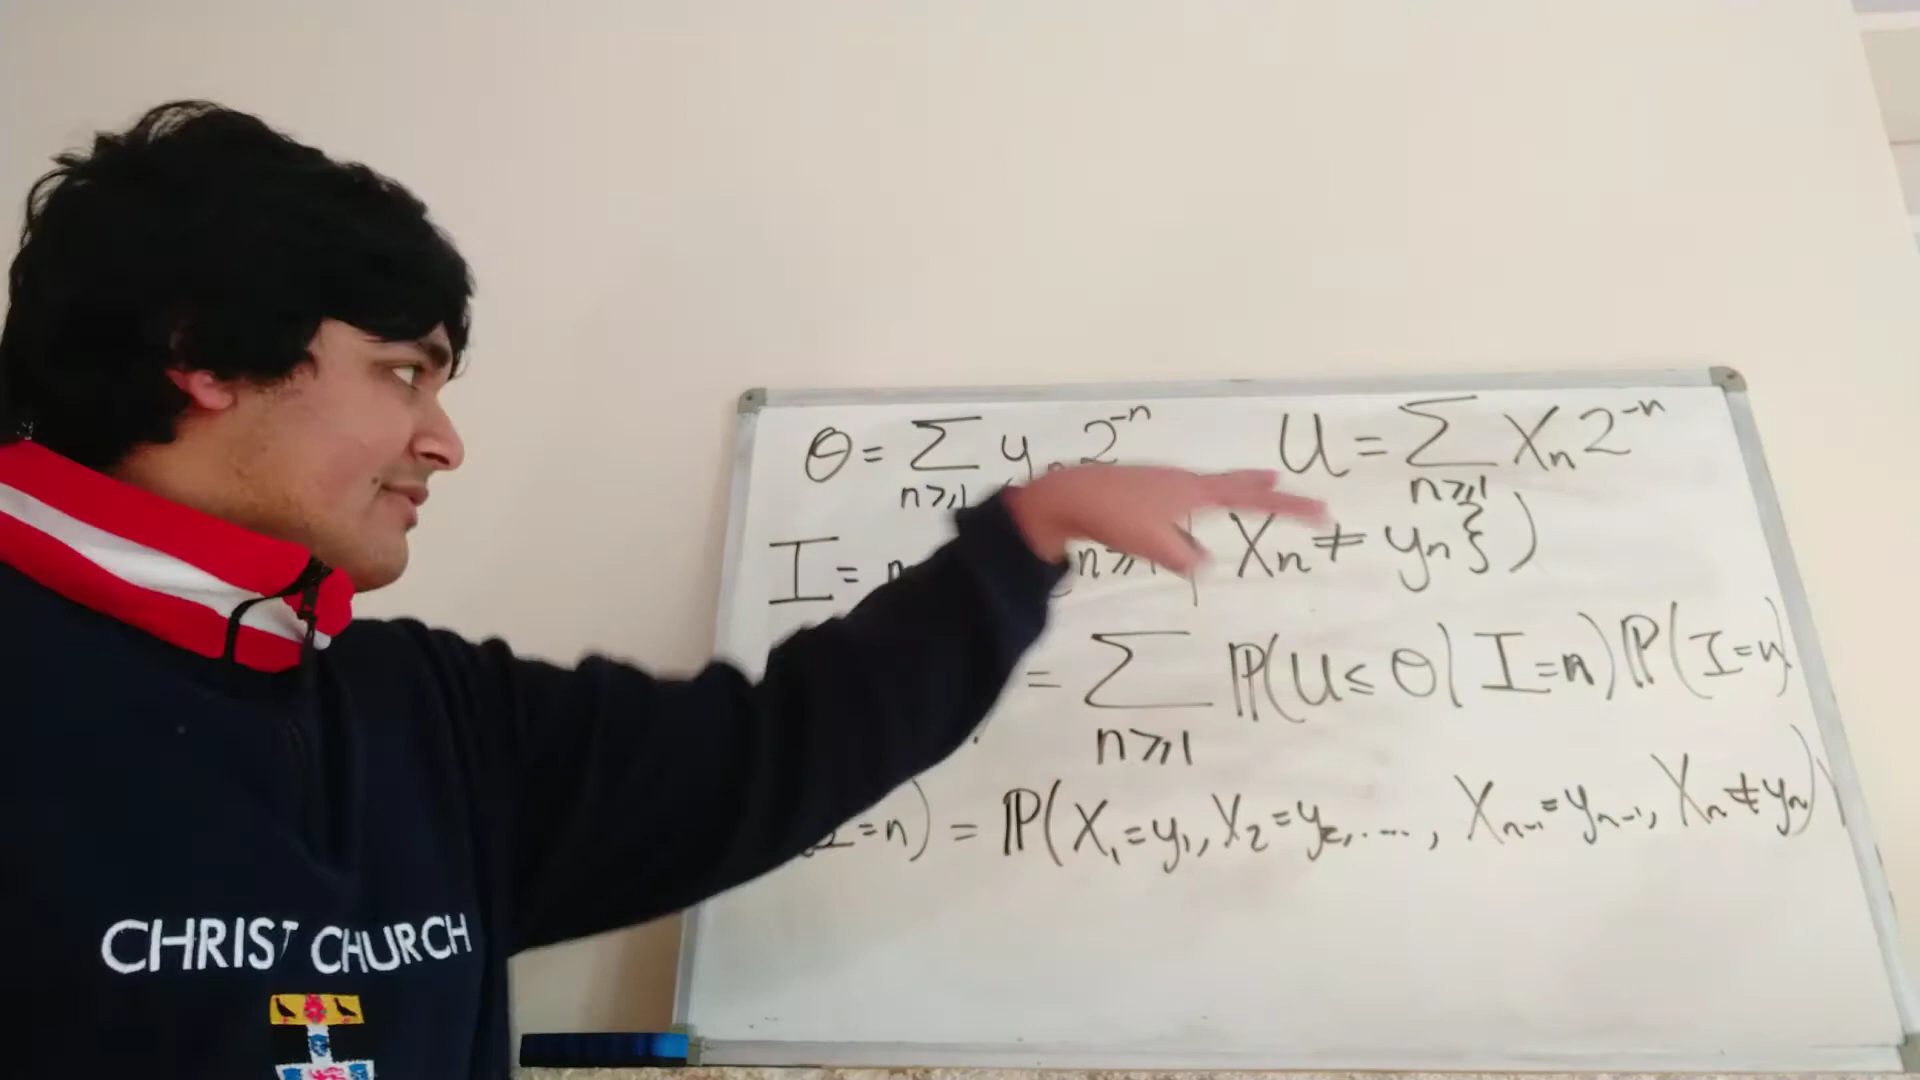 θ = Σ y 2⁻ⁿ U = Σ Xₙ 2⁻ⁿ
n⩾1 n⩾1
I = n⩾1 | Xₙ ≠ yₙ})
= Σ ℙ(U ≤ θ | I = n) ℙ(I = n)
n⩾1
I = n) = ℙ(X₁ = y₁, X₂ = y₂, ...., Xₙ₋₁ = yₙ₋₁, Xₙ ≠ yₙ)
CHRIST CHURCH